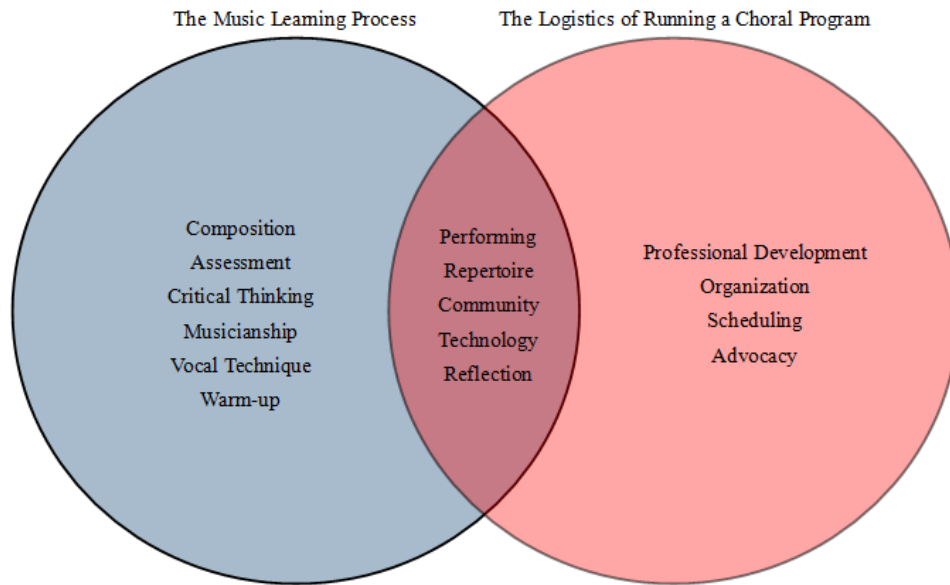 The Music Learning Process
The Logistics of Running a Choral Program
Composition
Assessment
Critical Thinking
Musicianship
Vocal Technique
Warm-up
Performing
Repertoire
Community
Technology
Reflection
Professional Development
Organization
Scheduling
Advocacy